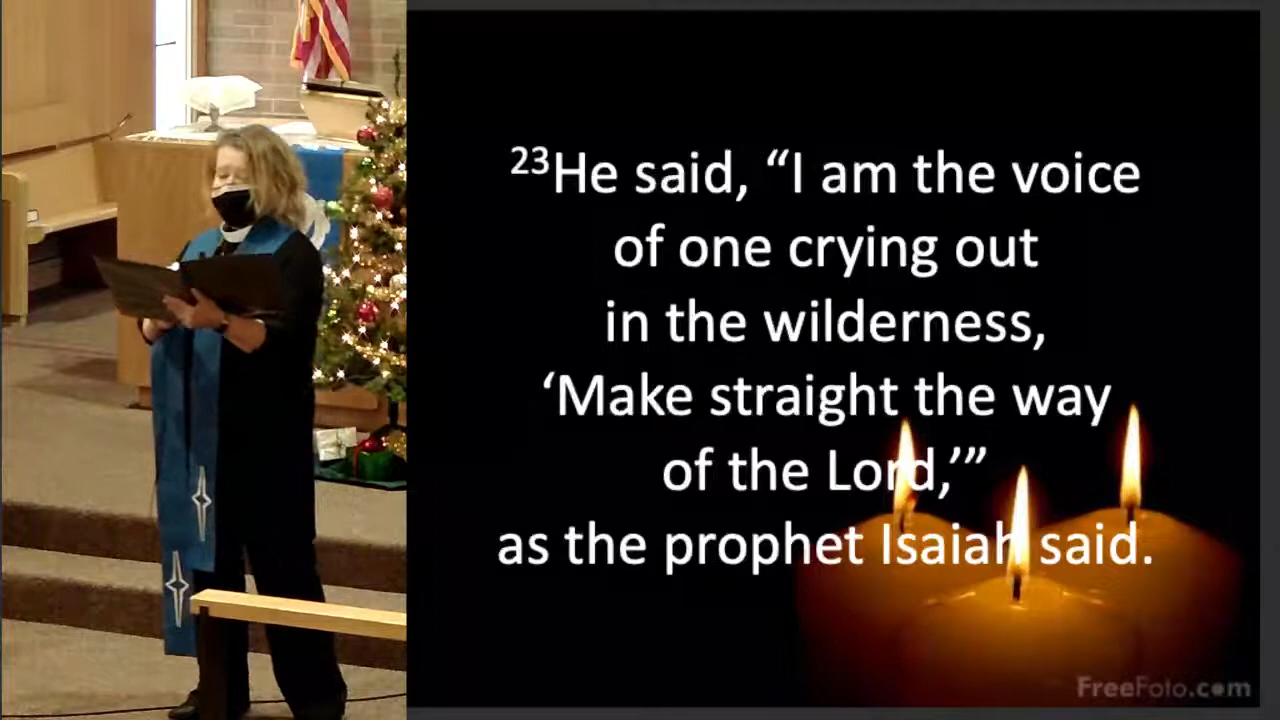 ²³He said, “I am the voice
of one crying out
in the wilderness,
‘Make straight the way
of the Lord,’”
as the prophet Isaiah said.
FreeFoto.com